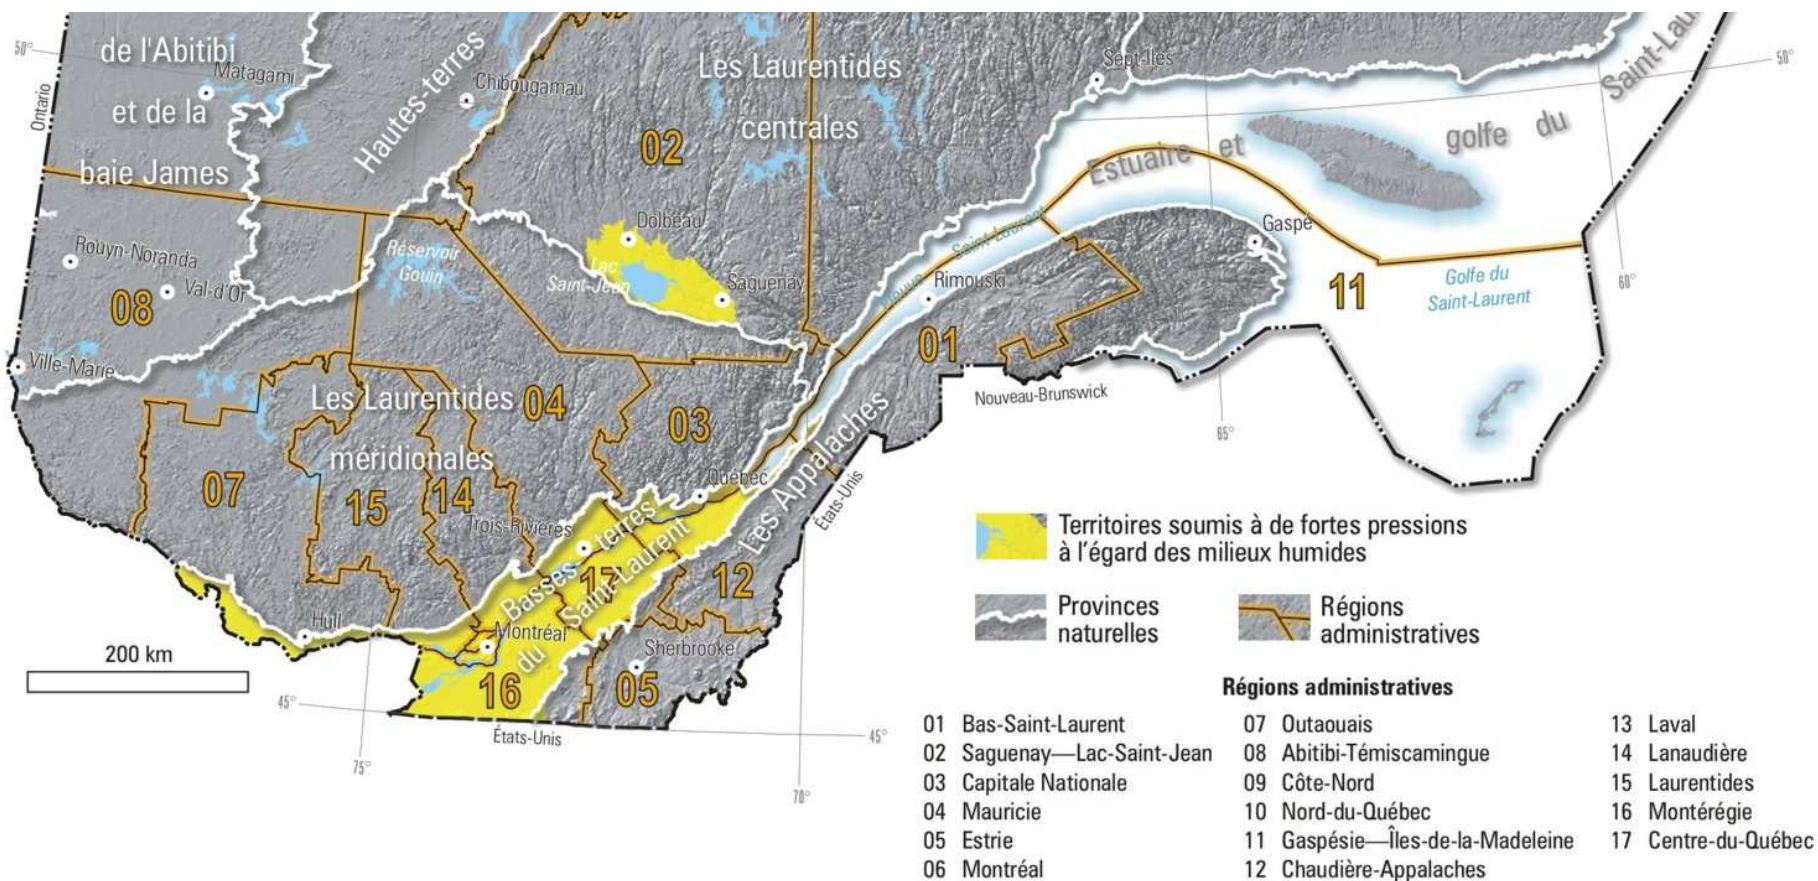 50°
de l'Abitibi
Matagami
et de la
baie James
Ontario
Hautes-terres
Chibougamau
Les Laurentides
centrales
02
Sept-Îles
50°
Estuaire et
golfe du
Saint-Lau
Dolbeau
Lac
Saint-Jean
Saguenay
Saint-Laurent
Gaspé
Rimouski
11
Golfe du
Saint-Laurent
60°
Rouyn-Noranda
Val-d'Or
08
Réservoir
Gouin
Ville-Marie
01
Nouveau-Brunswick
65°
Les Laurentides
méridionales
04
03
07
15
14
Québec
Trois-Rivières
Les Appalaches
États-Unis
Basses terres
du Saint-Laurent
17
12
Hull
Montréal
Sherbrooke
16
05
200 km
45°
États-Unis
45°
75°
70°
Territoires soumis à de fortes pressions
à l'égard des milieux humides
Provinces
naturelles
Régions
administratives
Régions administratives
01 Bas-Saint-Laurent
02 Saguenay—Lac-Saint-Jean
03 Capitale Nationale
04 Mauricie
05 Estrie
06 Montréal
07 Outaouais
08 Abitibi-Témiscamingue
09 Côte-Nord
10 Nord-du-Québec
11 Gaspésie—Îles-de-la-Madeleine
12 Chaudière-Appalaches
13 Laval
14 Lanaudière
15 Laurentides
16 Montérégie
17 Centre-du-Québec